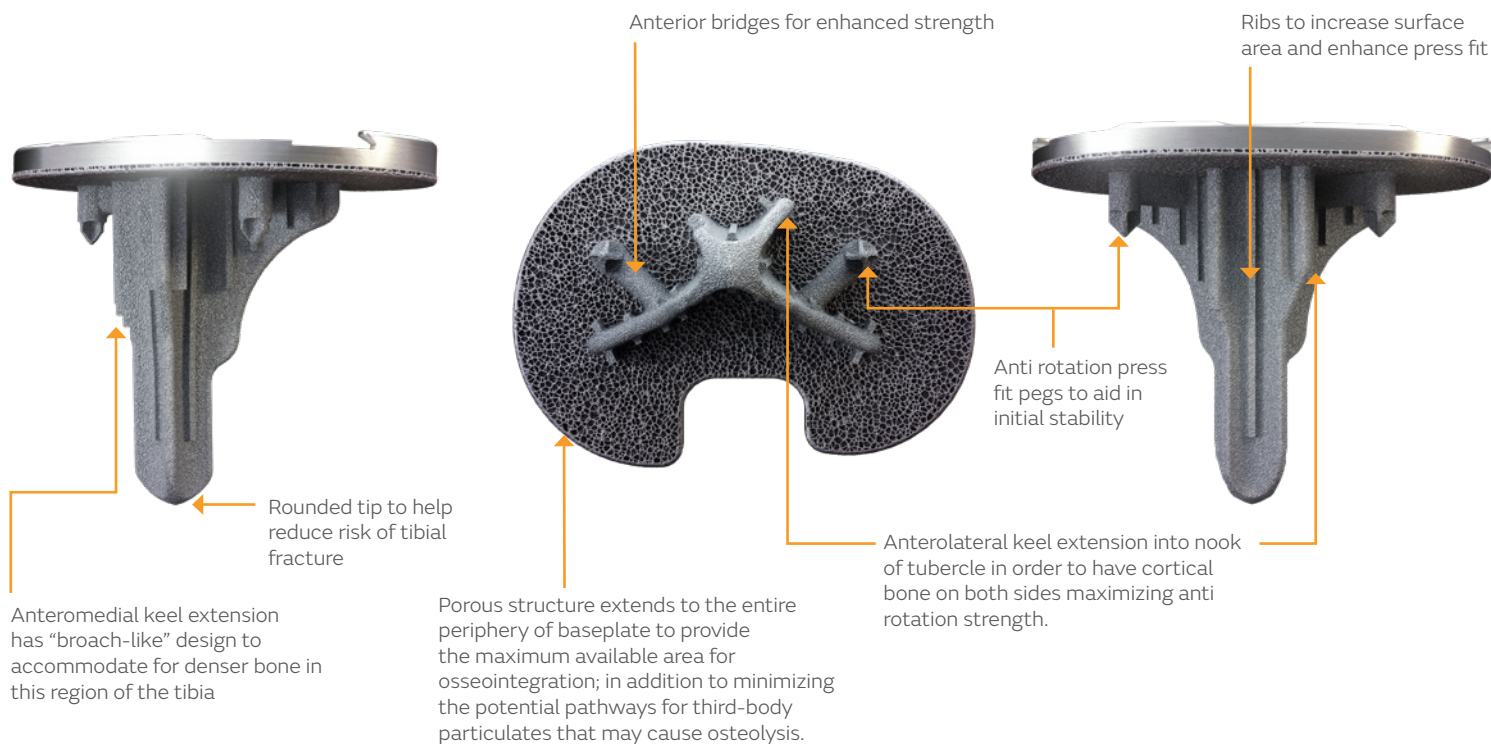 Anterior bridges for enhanced strength
Ribs to increase surface
area and enhance press fit
Anti rotation press
fit pegs to aid in
initial stability
Rounded tip to help
reduce risk of tibial
fracture
Anterolateral keel extension into nook
of tubercle in order to have cortical
bone on both sides maximizing anti
rotation strength.
Anteromedial keel extension
has “broach-like” design to
accommodate for denser bone in
this region of the tibia
Porous structure extends to the entire
periphery of baseplate to provide
the maximum available area for
osseointegration; in addition to minimizing
the potential pathways for third-body
particulates that may cause osteolysis.